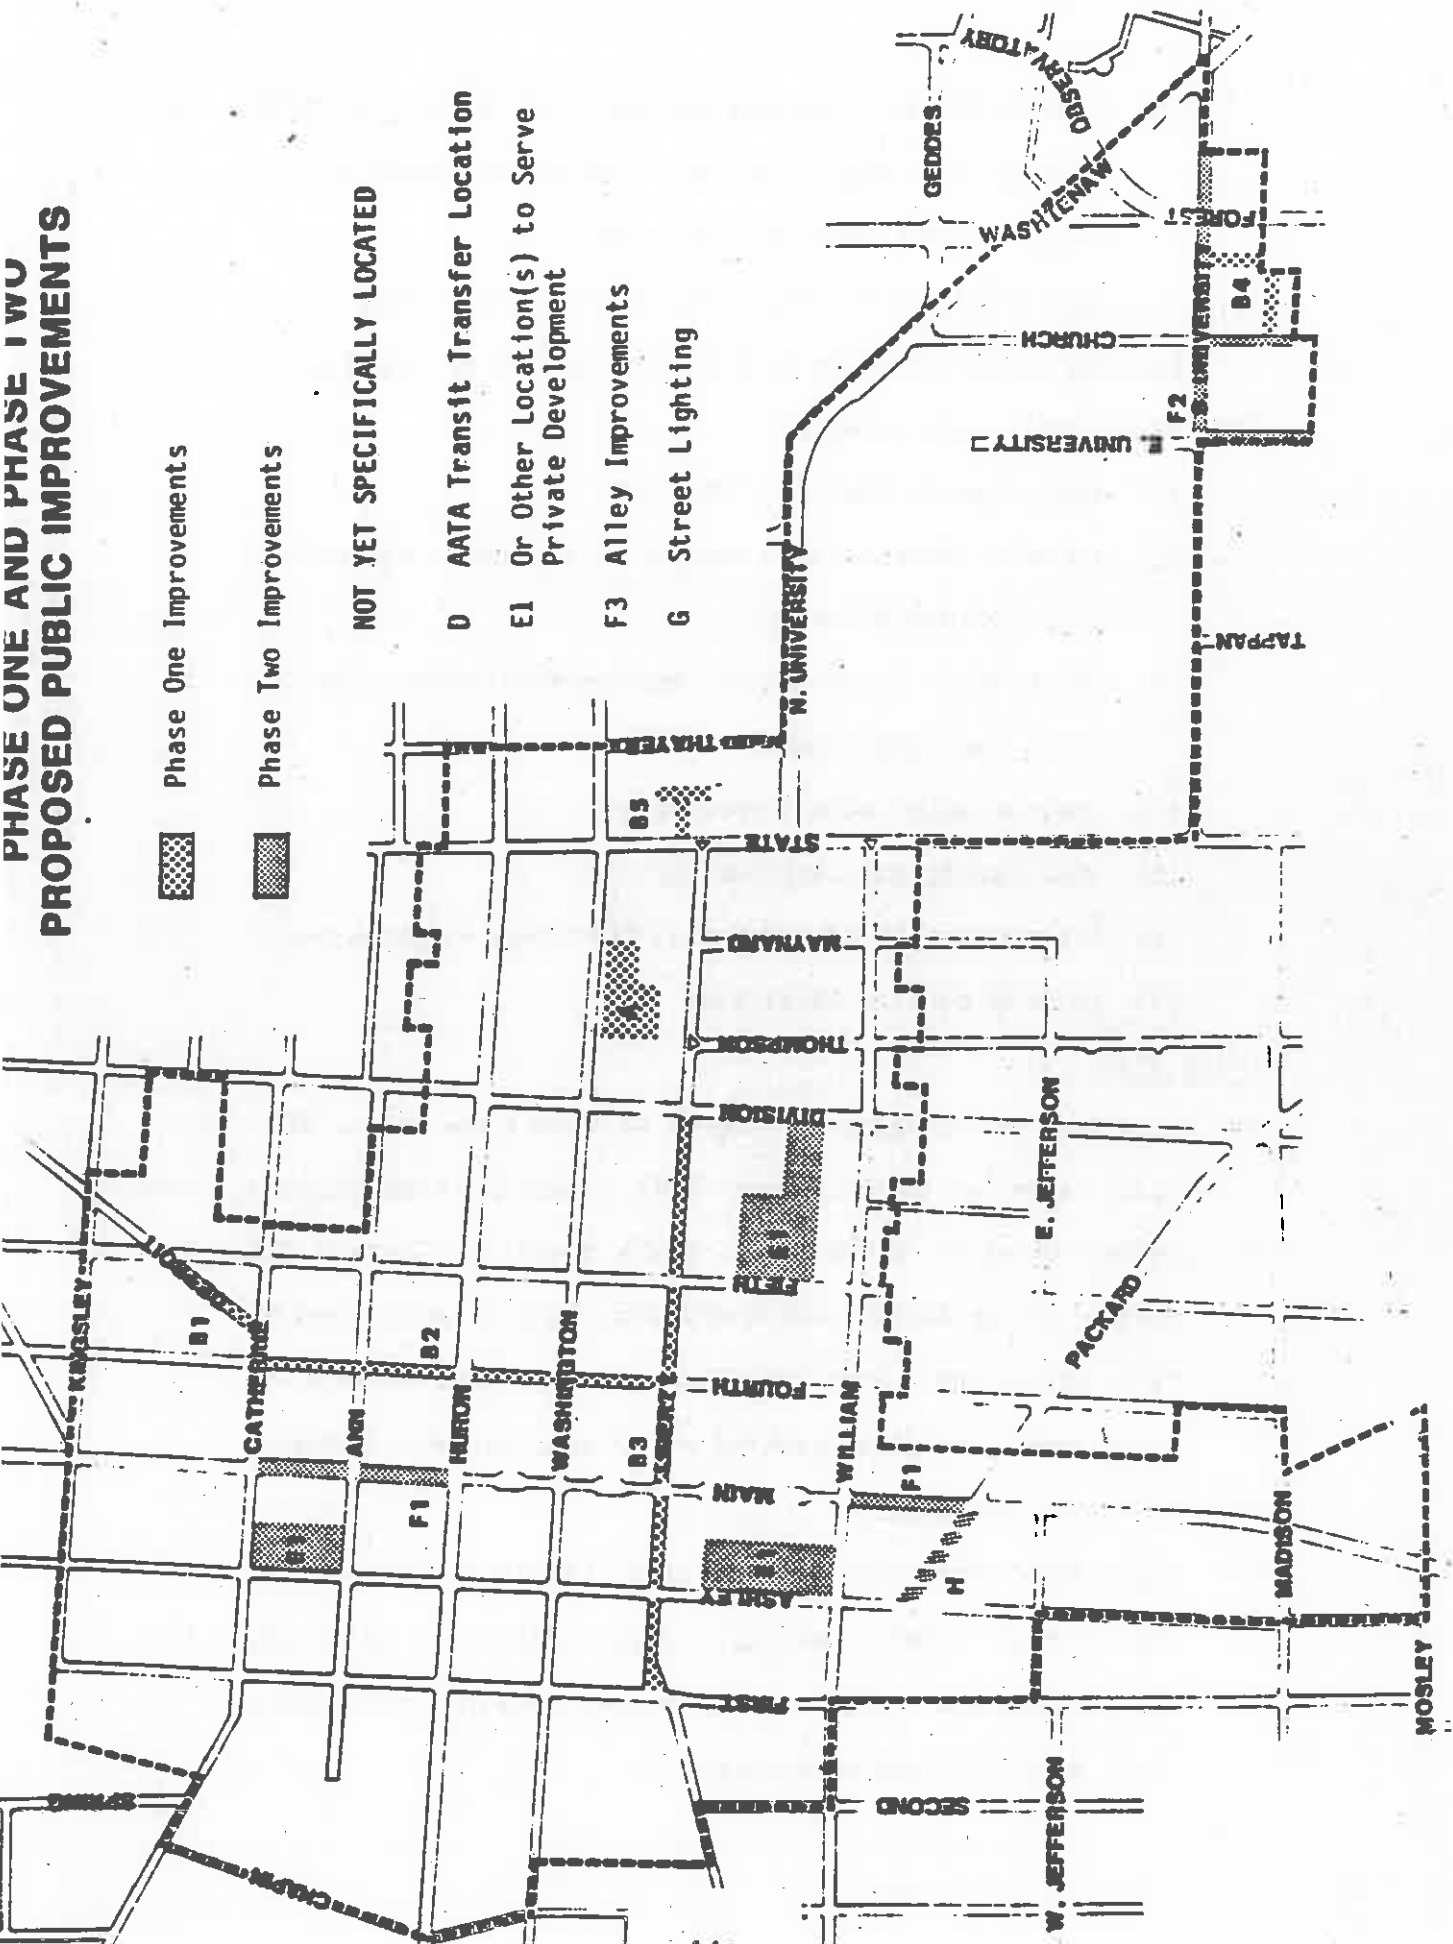 PHASE ONE AND PHASE TWO
PROPOSED PUBLIC IMPROVEMENTS
Phase One Improvements
Phase Two Improvements
NOT YET SPECIFICALLY LOCATED
D AATA Transit Transfer Location
E1 Or Other Location(s) to Serve
Private Development
F3 Alley Improvements
G Street Lighting
KINGSLEY
DETROIT
B1
CATHERINE
ANN
B2
HURON
WASHINGTON
B3
LIBERTY
WILLIAM
F1
F1
E1
E1
E1
A
B5
H
SPRING
CHAPIN
SECOND
FIRST
ASHLEY
MAIN
FOURTH
FIFTH
DIVISION
THOMPSON
MAYNARD
STATE
THAYER
N. UNIVERSITY
W. JEFFERSON
E. JEFFERSON
PACKARD
MADISON
MOSLEY
TAPPAN
E. UNIVERSITY
F2
S. UNIVERSITY
CHURCH
B4
FOREST
WASHTENAW
GEDDES
OBSERVATORY